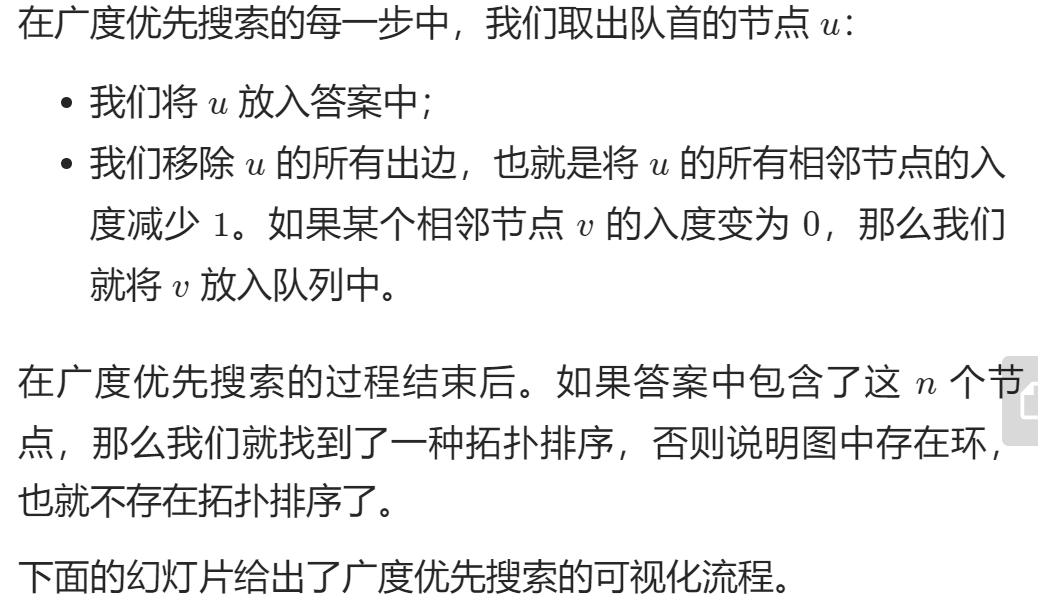 在广度优先搜索的每一步中，我们取出队首的节点 u：
• 我们将 u 放入答案中；
• 我们移除 u 的所有出边，也就是将 u 的所有相邻节点的入
度减少 1。如果某个相邻节点 v 的入度变为 0，那么我们
就将 v 放入队列中。
在广度优先搜索的过程结束后。如果答案中包含了这 n 个节
点，那么我们就找到了一种拓扑排序，否则说明图中存在环，
也就不存在拓扑排序了。
下面的幻灯片给出了广度优先搜索的可视化流程。